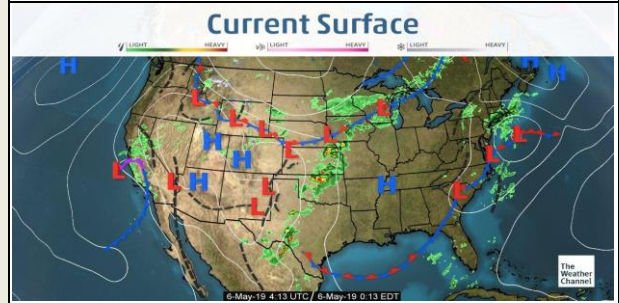 Current Surface
LIGHT HEAVY LIGHT HEAVY LIGHT HEAVY
H
H
H
L
L
L
L
L
L
H
L
H
L
L
L
L
H
L
H
L
L
The
Weather
Channel
6-May-19 4:13 UTC / 6-May-19 0:13 EDT